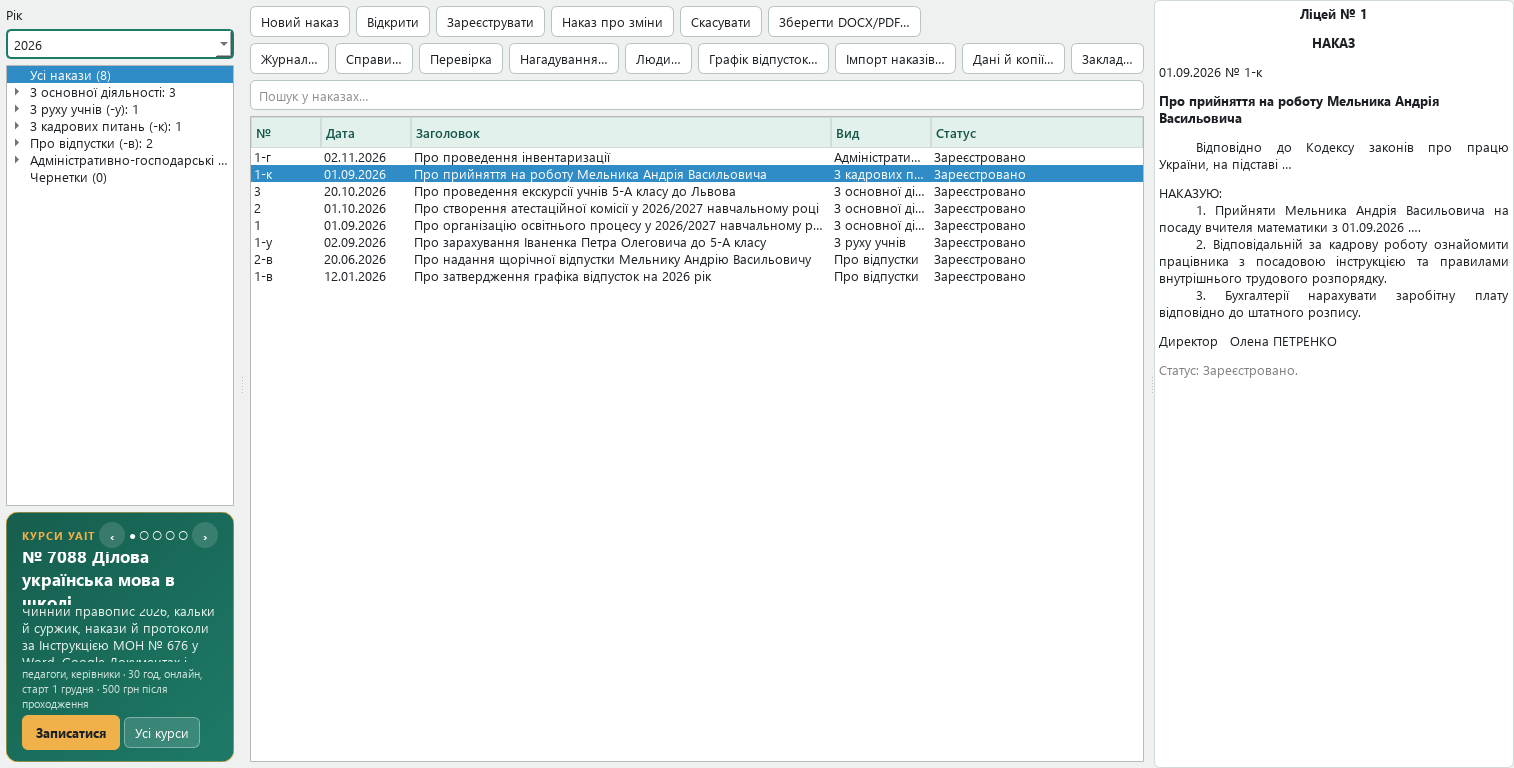 Рік
2026
Усі накази (8)
З основної діяльності: 3
З руху учнів (-у): 1
З кадрових питань (-к): 1
Про відпустки (-в): 2
Адміністративно-господарські ...
Чернетки (0)
КУРСИ УАІТ
№ 7088 Ділова
українська мова в
школі
Чинний правопис 2026, кальки
й суржик, накази й протоколи
за Інструкцією МОН № 676 у
Word, Google Документах і
педагоги, керівники · 30 год, онлайн,
старт 1 грудня · 500 грн після
проходження
Записатися Усі курси
Новий наказ Відкрити Зареєструвати Наказ про зміни Скасувати Зберегти DOCX/PDF...
Журнал... Справи... Перевірка Нагадування... Люди... Графік відпусток... Імпорт наказів... Дані й копії... Заклад...
Пошук у наказах...
№ Дата Заголовок Вид Статус
1-г 02.11.2026 Про проведення інвентаризації Адміністрати... Зареєстровано
1-к 01.09.2026 Про прийняття на роботу Мельника Андрія Васильовича З кадрових п... Зареєстровано
3 20.10.2026 Про проведення екскурсії учнів 5-А класу до Львова З основної ді... Зареєстровано
2 01.10.2026 Про створення атестаційної комісії у 2026/2027 навчальному році З основної ді... Зареєстровано
1 01.09.2026 Про організацію освітнього процесу у 2026/2027 навчальному р... З основної ді... Зареєстровано
1-у 02.09.2026 Про зарахування Іваненка Петра Олеговича до 5-А класу З руху учнів Зареєстровано
2-в 20.06.2026 Про надання щорічної відпустки Мельнику Андрію Васильовичу Про відпустки Зареєстровано
1-в 12.01.2026 Про затвердження графіка відпусток на 2026 рік Про відпустки Зареєстровано
Ліцей № 1
НАКАЗ
01.09.2026 № 1-к
Про прийняття на роботу Мельника Андрія
Васильовича
Відповідно до Кодексу законів про працю
України, на підставі ...
НАКАЗУЮ:
1. Прийняти Мельника Андрія Васильовича на
посаду вчителя математики з 01.09.2026 ....
2. Відповідальній за кадрову роботу ознайомити
працівника з посадовою інструкцією та правилами
внутрішнього трудового розпорядку.
3. Бухгалтерії нарахувати заробітну плату
відповідно до штатного розпису.
Директор Олена ПЕТРЕНКО
Статус: Зареєстровано.